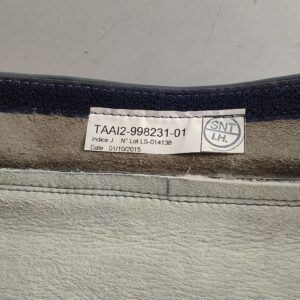 TAAI2-998231-01
Indice J N° Lot LS-014138
Date : 01/10/2015
SNT
I.H.